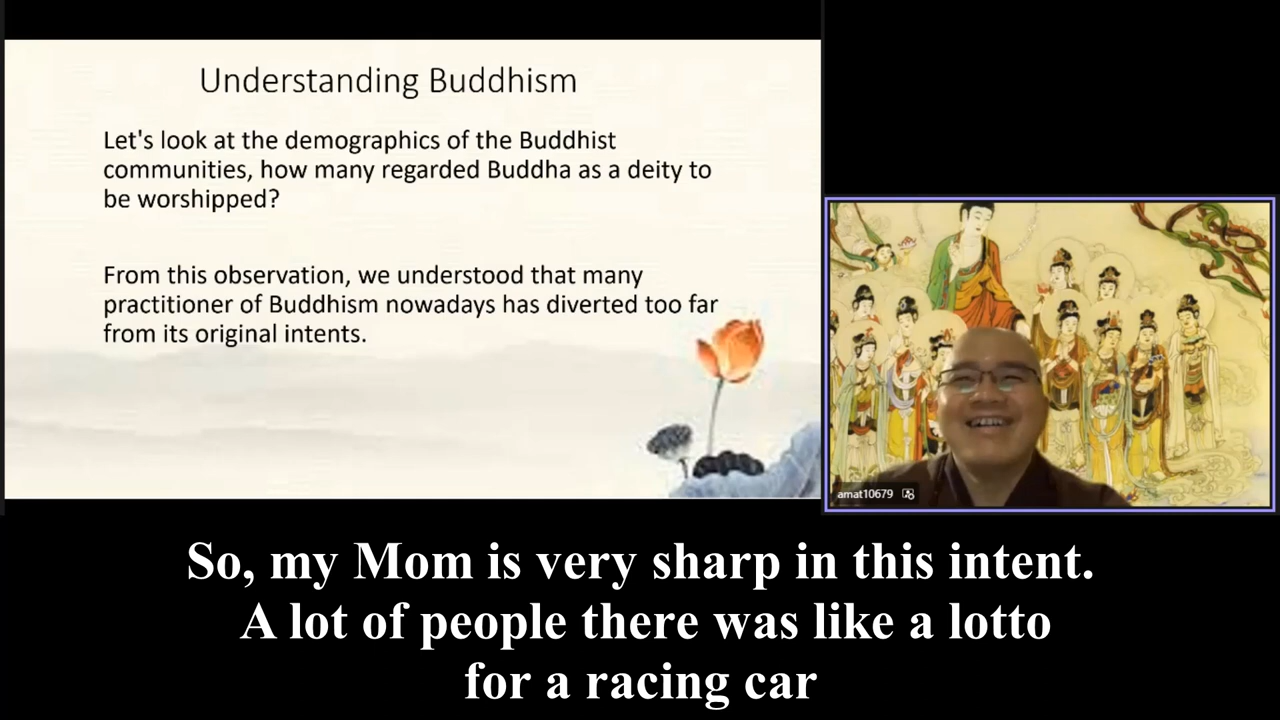 Understanding Buddhism
Let's look at the demographics of the Buddhist
communities, how many regarded Buddha as a deity to
be worshipped?
From this observation, we understood that many
practitioner of Buddhism nowadays has diverted too far
from its original intents.
amat10679
So, my Mom is very sharp in this intent.
A lot of people there was like a lotto
for a racing car